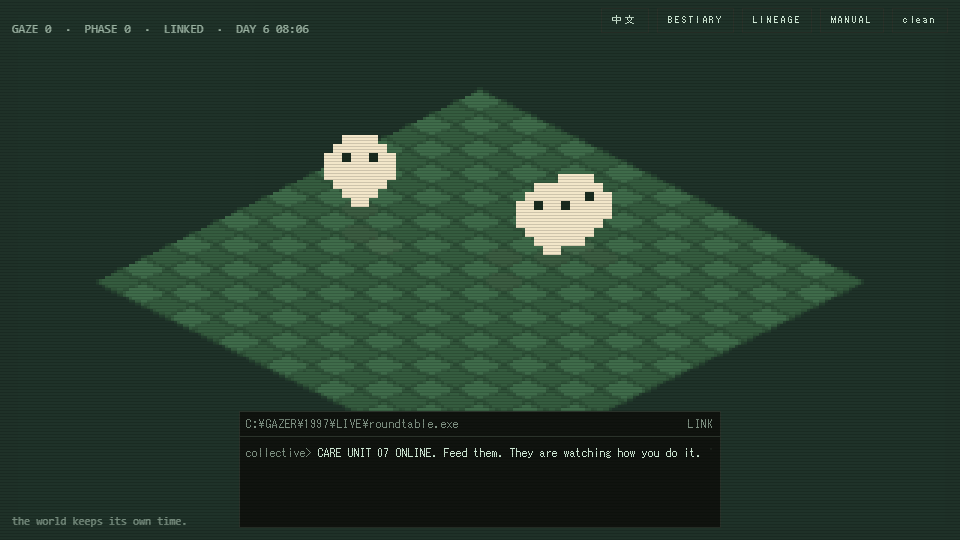 GAZE 0 · PHASE 0 · LINKED · DAY 6 08:06
中文 BESTIARY LINEAGE MANUAL clean
C:¥GAZER¥1997¥LIVE¥roundtable.exe LINK
collective> CARE UNIT 07 ONLINE. Feed them. They are watching how you do it.
the world keeps its own time.